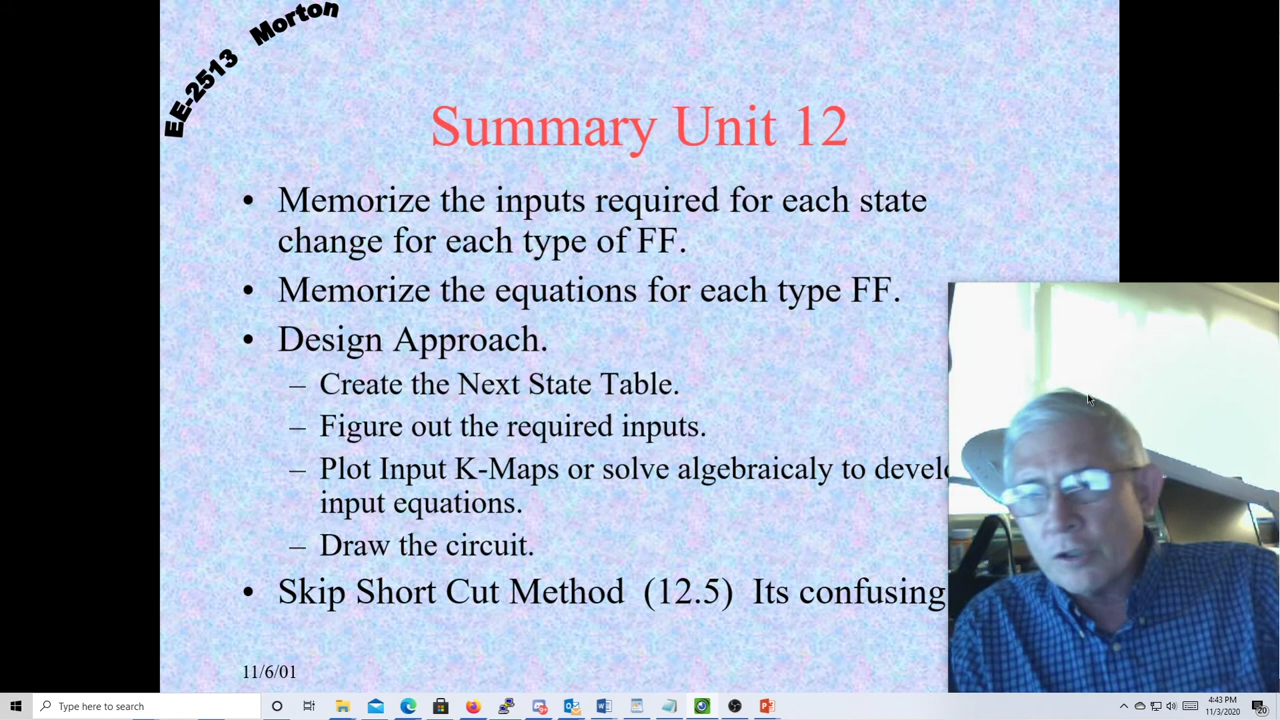 EE-2513 Morton
Summary Unit 12
• Memorize the inputs required for each state
change for each type of FF.
• Memorize the equations for each type FF.
• Design Approach.
– Create the Next State Table.
– Figure out the required inputs.
– Plot Input K-Maps or solve algebraicaly to
input equations.
– Draw the circuit.
• Skip Short Cut Method (12.5) Its confusing
11/6/01
Type here to search
4:43 PM
11/3/2020
20